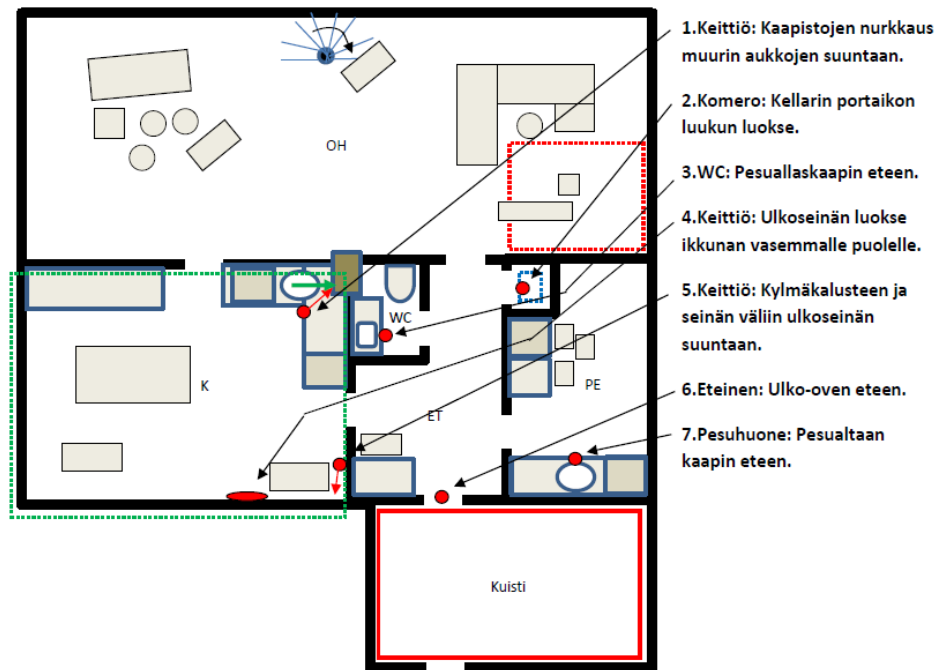 1.Keittiö: Kaapistojen nurkkaus
muurin aukkojen suuntaan.
2.Komero: Kellarin portaikon
luukun luokse.
3.WC: Pesuallaskaapin eteen.
4.Keittiö: Ulkoseinän luokse
ikkunan vasemmalle puolelle.
5.Keittiö: Kylmäkalusteen ja
seinän väliin ulkoseinän
suuntaan.
6.Eteinen: Ulko-oven eteen.
7.Pesuhuone: Pesualtaan
kaapin eteen.
OH
WC
K
PE
ET
Kuisti